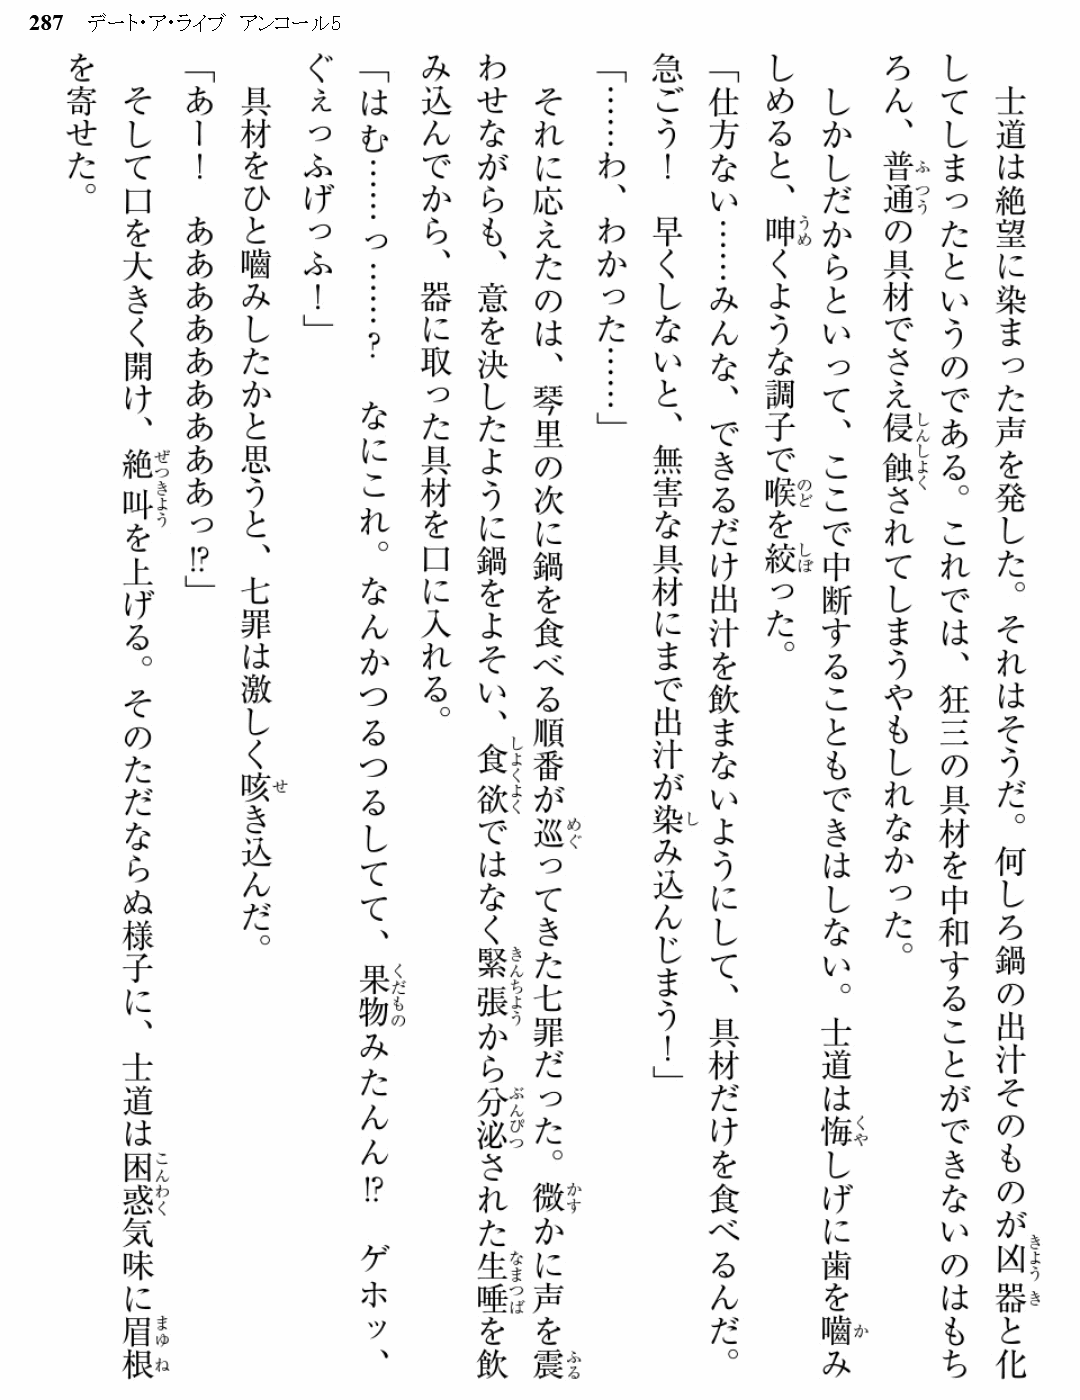 287 デート・ア・ライブ アンコール5
　士道は絶望に染まった声を発した。それはそうだ。何しろ鍋の出汁そのものが凶器と化
してしまったというのである。これでは、狂三の具材を中和することができないのはもち
ろん、普通の具材でさえ侵蝕されてしまうやもしれなかった。
　しかしだからといって、ここで中断することもできはしない。士道は悔しげに歯を嚙み
しめると、呻くような調子で喉を絞った。
「仕方ない……みんな、できるだけ出汁を飲まないようにして、具材だけを食べるんだ。
急ごう！　早くしないと、無害な具材にまで出汁が染み込んじまう！」
「……わ、わかった……」
　それに応えたのは、琴里の次に鍋を食べる順番が巡ってきた七罪だった。微かに声を震
わせながらも、意を決したように鍋をよそい、食欲ではなく緊張から分泌された生唾を飲
み込んでから、器に取った具材を口に入れる。
「はむ……っ……？　なにこれ。なんかつるつるしてて、果物みたんん⁉　ゲホッ、
ぐぇっふげっふ！」
　具材をひと嚙みしたかと思うと、七罪は激しく咳き込んだ。
「あー！　ああああああああああっ⁉」
　そして口を大きく開け、絶叫を上げる。そのただならぬ様子に、士道は困惑気味に眉根
を寄せた。